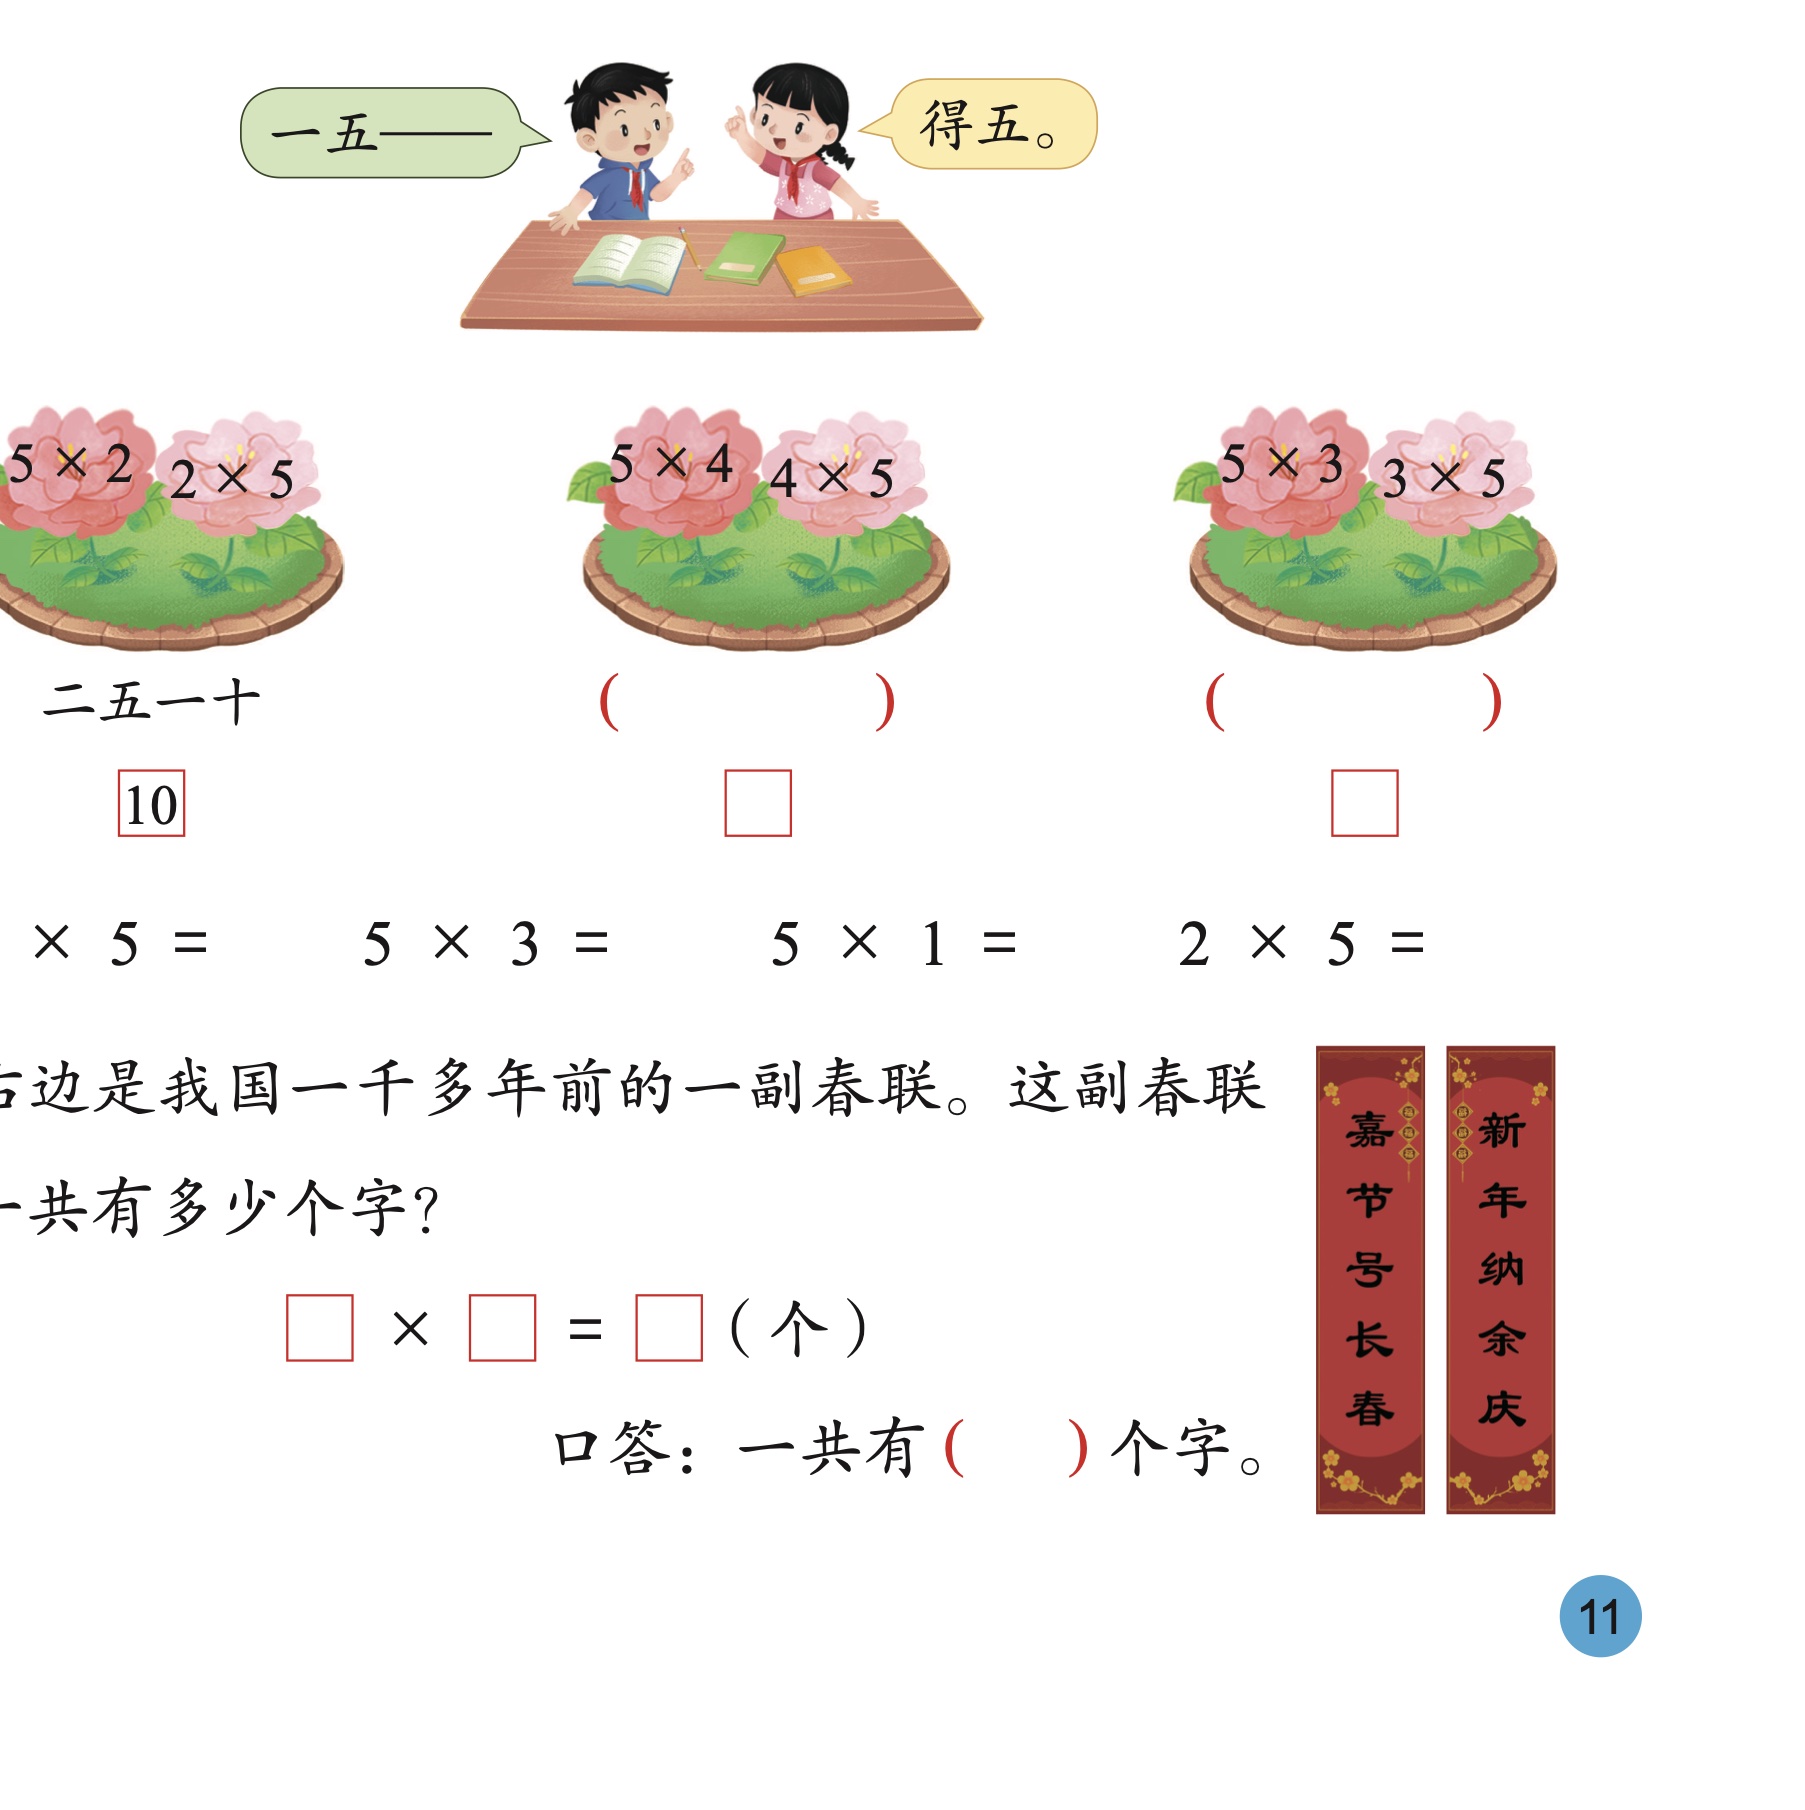 一五——
得五。
5 × 2 2 × 5
5 × 4 4 × 5
5 × 3 3 × 5
二五一十
( )
( )
10
× 5 = 5 × 3 = 5 × 1 = 2 × 5 =
右边是我国一千多年前的一副春联。这副春联
一共有多少个字？
× = （个）
口答：一共有( )个字。
新年纳余庆
嘉节号长春
11